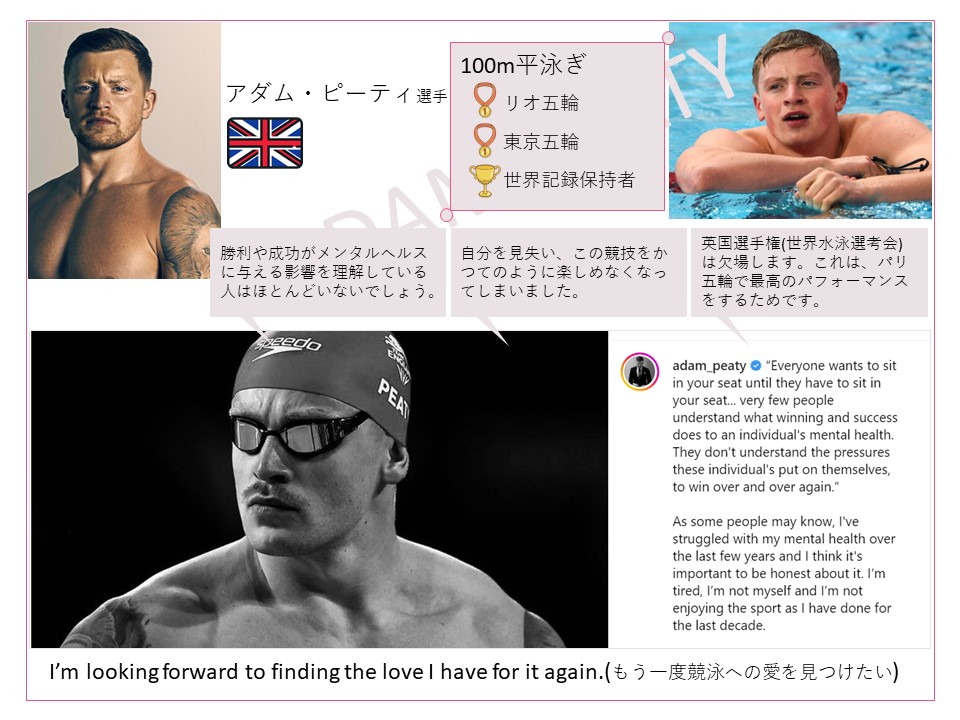 アダム・ピーティ 選手
100m平泳ぎ
リオ五輪
東京五輪
世界記録保持者
勝利や成功がメンタルヘルス
に与える影響を理解している
人はほとんどいないでしょう。
自分を見失い、この競技をか
つてのように楽しめなくなっ
てしまいました。
英国選手権(世界水泳選考会)
は欠場します。これは、パリ
五輪で最高のパフォーマンス
をするためです。
speedo
PEATY
adam_peaty “Everyone wants to sit
in your seat until they have to sit in
your seat... very few people
understand what winning and success
does to an individual's mental health.
They don't understand the pressures
these individual's put on themselves,
to win over and over again.”
As some people may know, I've
struggled with my mental health over
the last few years and I think it's
important to be honest about it. I’m
tired, I’m not myself and I’m not
enjoying the sport as I have done for
the last decade.
I’m looking forward to finding the love I have for it again.(もう一度競泳への愛を見つけたい)